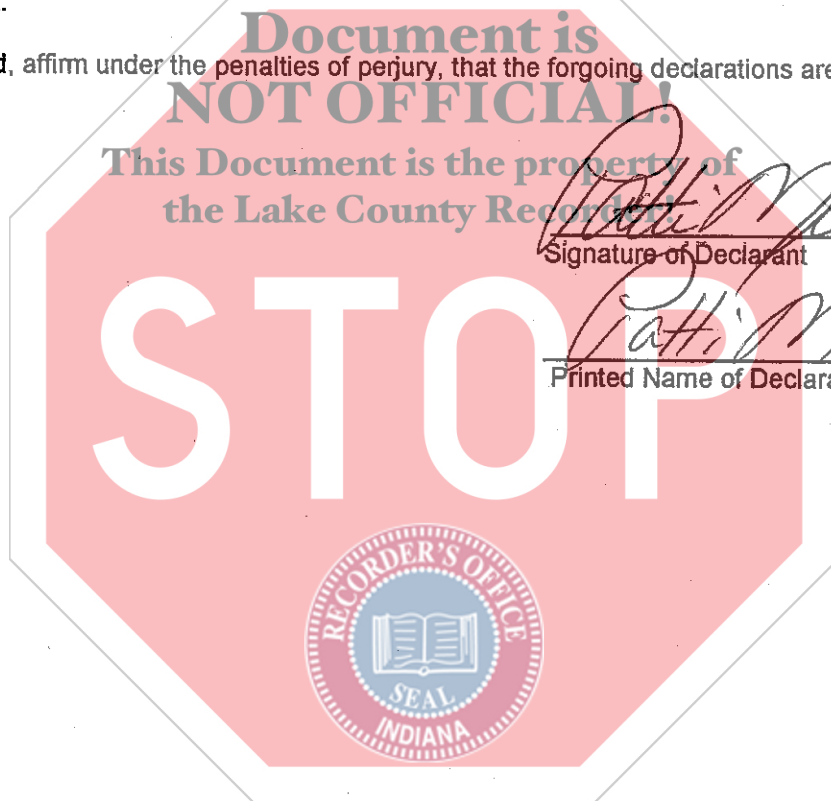 Document is
d, affirm under the penalties of perjury, that the forgoing declarations are
NOT OFFICIAL!
This Document is the property of
the Lake County Recorder!
Signature of Declarant
Patti M
Printed Name of Declara
STOP
RECORDER'S OFFICE
SEAL
INDIANA